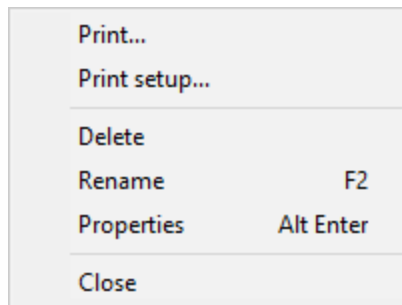 Print...
Print setup...
Delete
Rename F2
Properties Alt Enter
Close